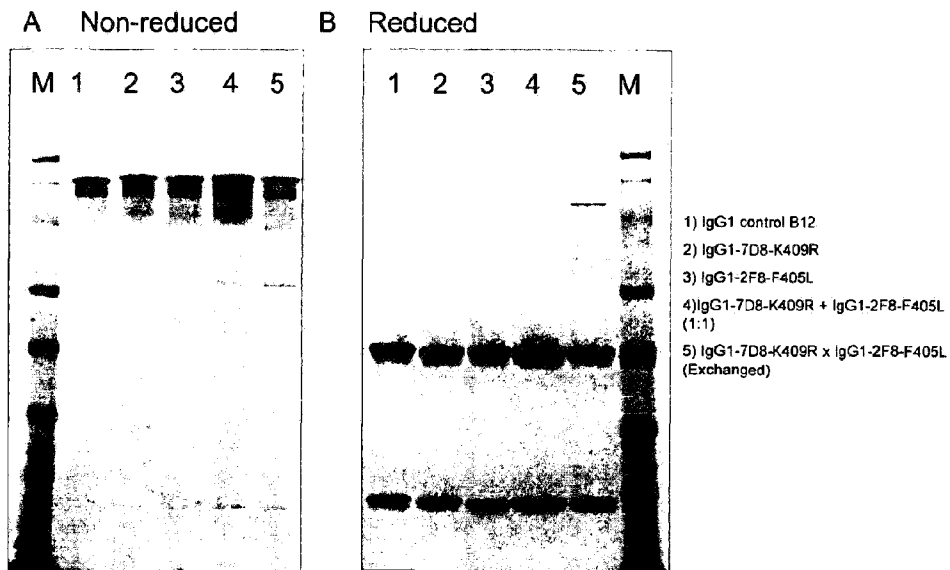 A Non-reduced B Reduced
M 1 2 3 4 5 1 2 3 4 5 M
1) IgG1 control B12
2) IgG1-7D8-K409R
3) IgG1-2F8-F405L
4)IgG1-7D8-K409R + IgG1-2F8-F405L
(1:1)
5) IgG1-7D8-K409R x IgG1-2F8-F405L
(Exchanged)